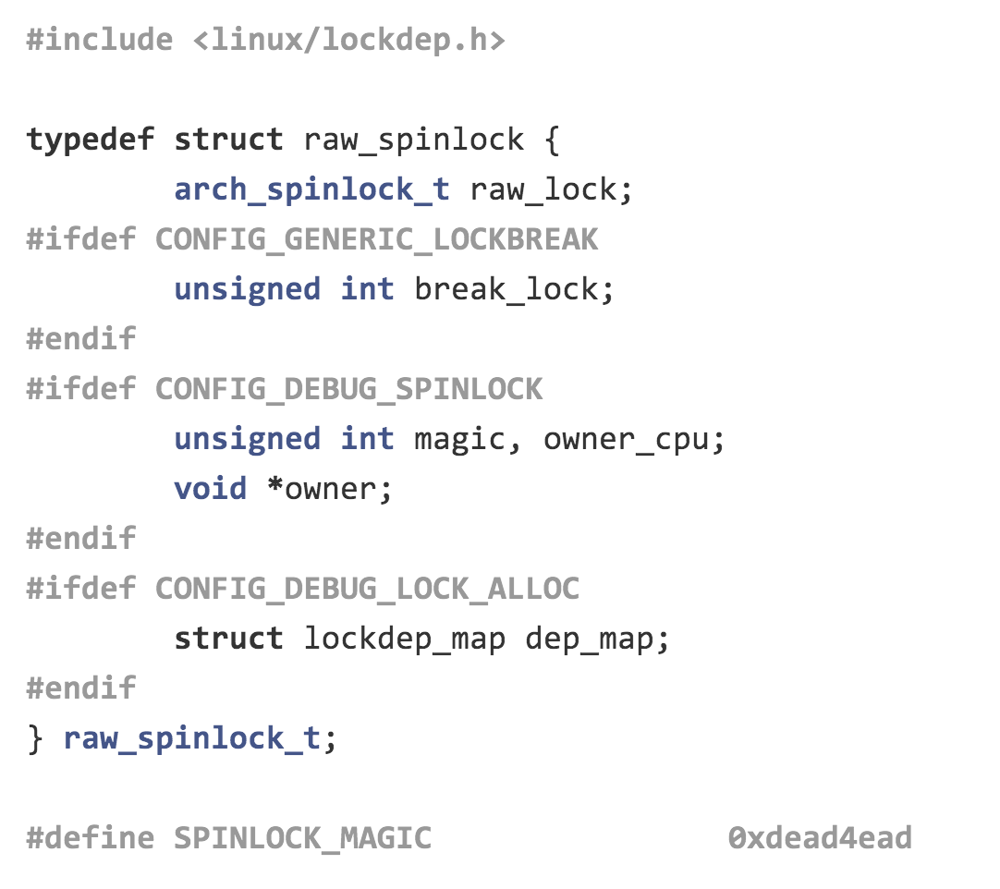 #include <linux/lockdep.h>

typedef struct raw_spinlock {
        arch_spinlock_t raw_lock;
#ifdef CONFIG_GENERIC_LOCKBREAK
        unsigned int break_lock;
#endif
#ifdef CONFIG_DEBUG_SPINLOCK
        unsigned int magic, owner_cpu;
        void *owner;
#endif
#ifdef CONFIG_DEBUG_LOCK_ALLOC
        struct lockdep_map dep_map;
#endif
} raw_spinlock_t;

#define SPINLOCK_MAGIC                0xdead4ead